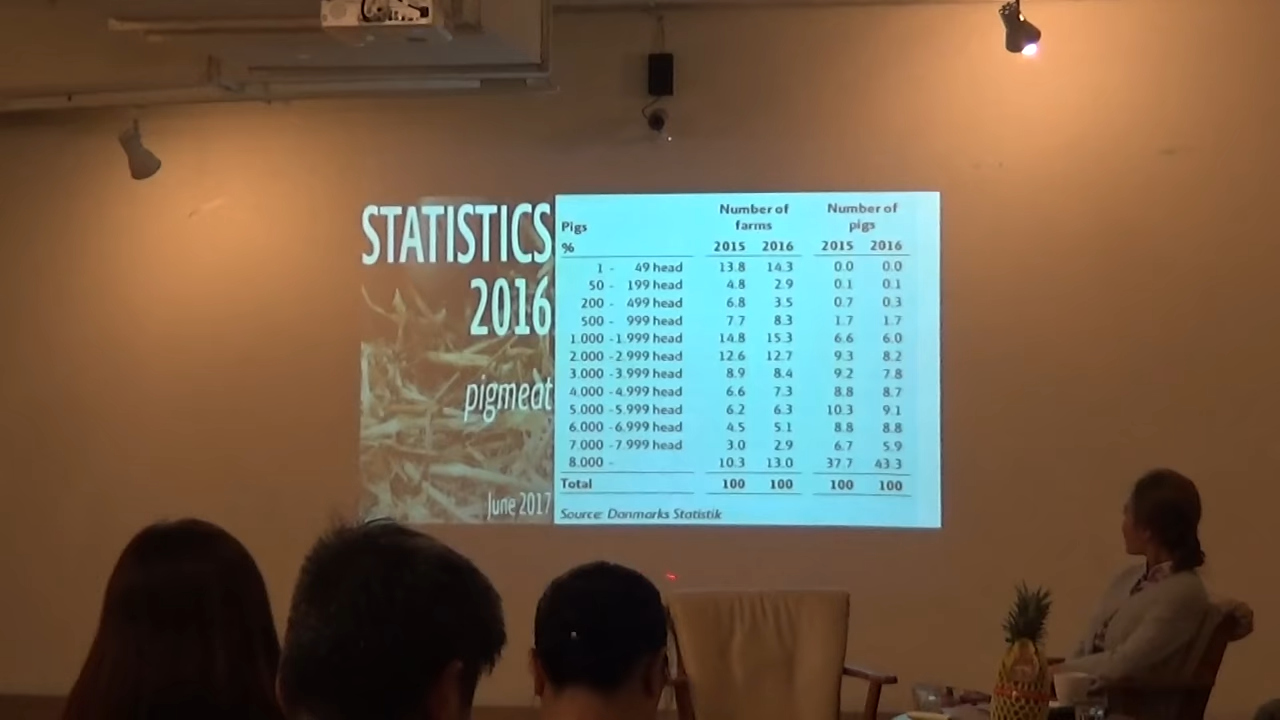 STATISTICS
2016
pigmeat
June 2017
Number of Number of
Pigs farms pigs
% 2015 2016 2015 2016
1 - 49 head 13.8 14.3 0.0 0.0
50 - 199 head 4.8 2.9 0.1 0.1
200 - 499 head 6.8 3.5 0.7 0.3
500 - 999 head 7.7 8.3 1.7 1.7
1.000 - 1.999 head 14.8 15.3 6.6 6.0
2.000 - 2.999 head 12.6 12.7 9.3 8.2
3.000 - 3.999 head 8.9 8.4 9.2 7.8
4.000 - 4.999 head 6.6 7.3 8.8 8.7
5.000 - 5.999 head 6.2 6.3 10.3 9.1
6.000 - 6.999 head 4.5 5.1 8.8 8.8
7.000 - 7.999 head 3.0 2.9 6.7 5.9
8.000 - 10.3 13.0 37.7 43.3
Total 100 100 100 100
Source: Danmarks Statistik